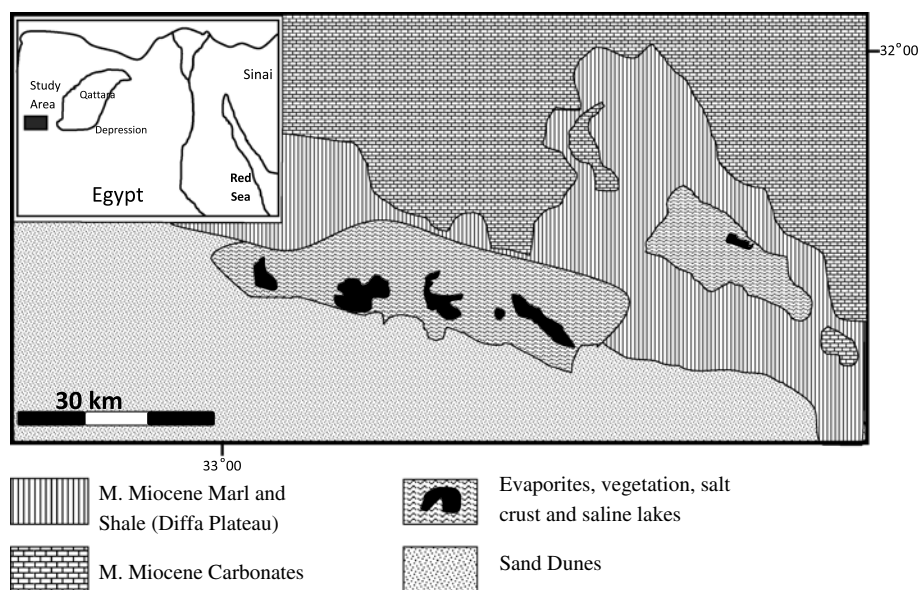 Study
Area
Qattara
Depression
Sinai
Red
Sea
Egypt
32°00
30 km
33°00
M. Miocene Marl and
Shale (Diffa Plateau)
M. Miocene Carbonates
Evaporites, vegetation, salt
crust and saline lakes
Sand Dunes